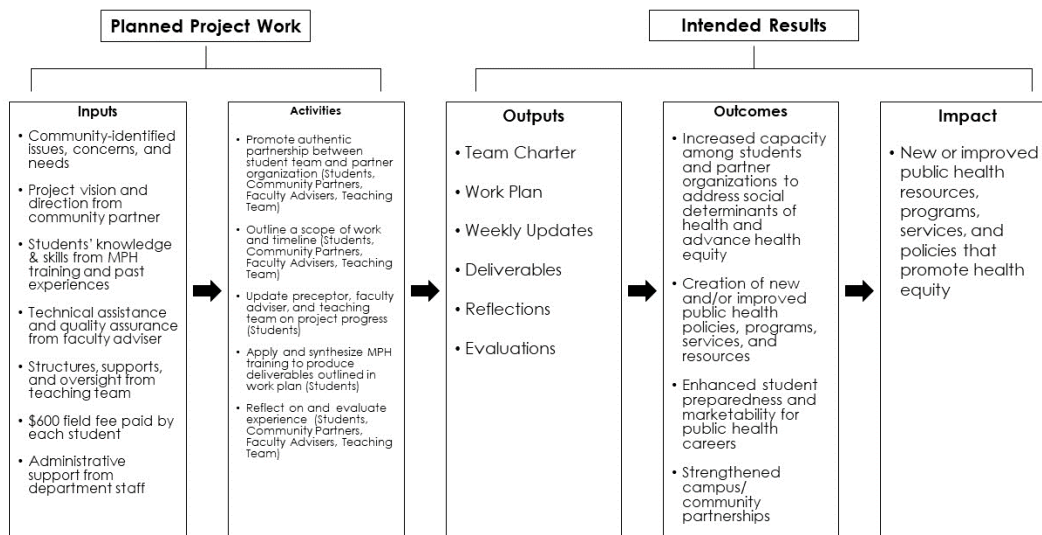 Planned Project Work
Intended Results
Inputs
• Community-identified
issues, concerns, and
needs
• Project vision and
direction from
community partner
• Students' knowledge
& skills from MPH
training and past
experiences
• Technical assistance
and quality assurance
from faculty adviser
• Structures, supports,
and oversight from
teaching team
• $600 field fee paid by
each student
• Administrative
support from
department staff
Activities
• Promote authentic
partnership between
student team and partner
organization (Students,
Community Partners,
Faculty Advisers, Teaching
Team)
• Outline a scope of work
and timeline (Students,
Community Partners,
Faculty Advisers, Teaching
Team)
• Update preceptor, faculty
adviser, and teaching
team on project progress
(Students)
• Apply and synthesize MPH
training to produce
deliverables outlined in
work plan (Students)
• Reflect on and evaluate
experience (Students,
Community Partners,
Faculty Advisers, Teaching
Team)
Outputs
• Team Charter
• Work Plan
• Weekly Updates
• Deliverables
• Reflections
• Evaluations
Outcomes
• Increased capacity
among students
and partner
organizations to
address social
determinants of
health and advance
health equity
• Creation of new
and/or improved
public health
policies, programs,
services, and
resources
• Enhanced student
preparedness and
marketability for
public health
careers
• Strengthened
campus/
community
partnerships
Impact
• New or improved
public health
resources,
programs,
services, and
policies that
promote health
equity